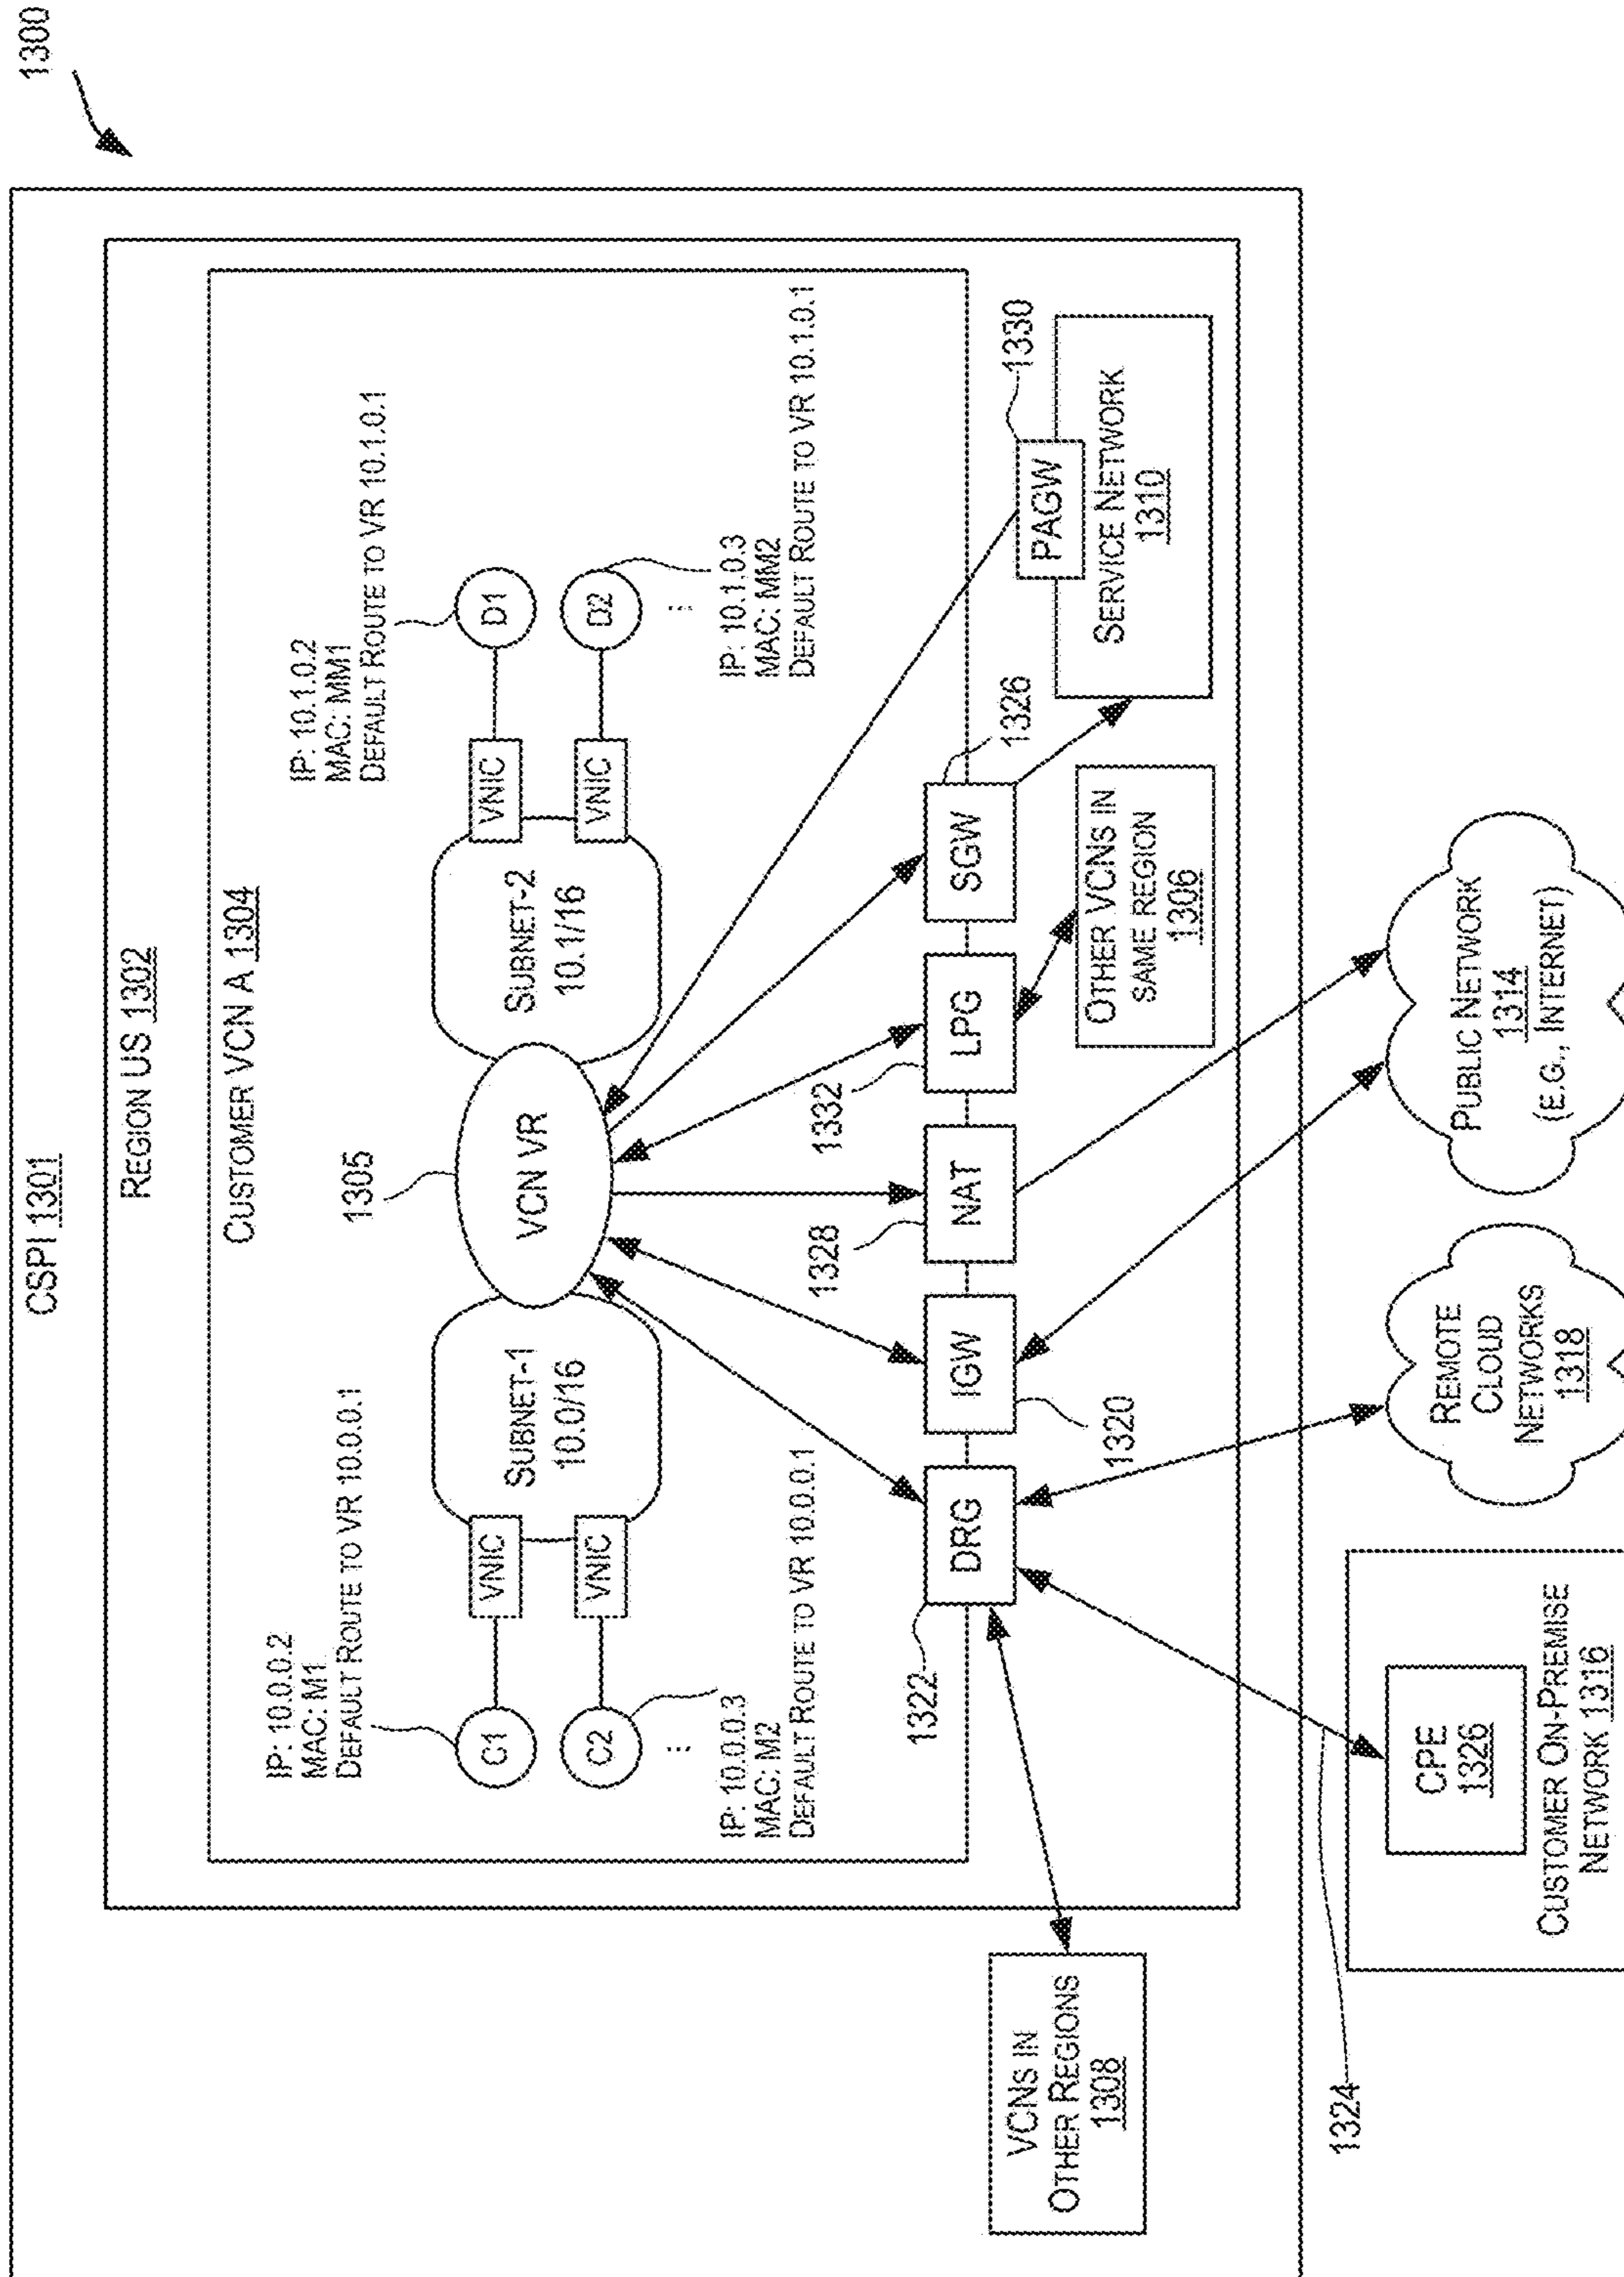 1300
CSPI 1301
REGION US 1302
CUSTOMER VCN A 1304
IP: 10.0.0.2
MAC: M1
DEFAULT ROUTE TO VR 10.0.0.1
1305
IP: 10.1.0.2
MAC: MM1
DEFAULT ROUTE TO VR 10.1.0.1
C1
VNIC
SUBNET-1
10.0/16
VCN VR
SUBNET-2
10.1/16
VNIC
D1
C2
VNIC
VNIC
D2
...
...
IP: 10.0.0.3
MAC: M2
DEFAULT ROUTE TO VR 10.0.0.1
IP: 10.1.0.3
MAC: MM2
DEFAULT ROUTE TO VR 10.1.0.1
1322
1328
1332
DRG
IGW
NAT
LPG
SGW
1326
1330
1320
PAGW
SERVICE NETWORK
1310
OTHER VCNS IN
SAME REGION
1306
VCNS IN
OTHER REGIONS
1308
1324
CPE
1326
CUSTOMER ON-PREMISE
NETWORK 1316
REMOTE
CLOUD
NETWORKS
1318
PUBLIC NETWORK
1314
(E.G., INTERNET)